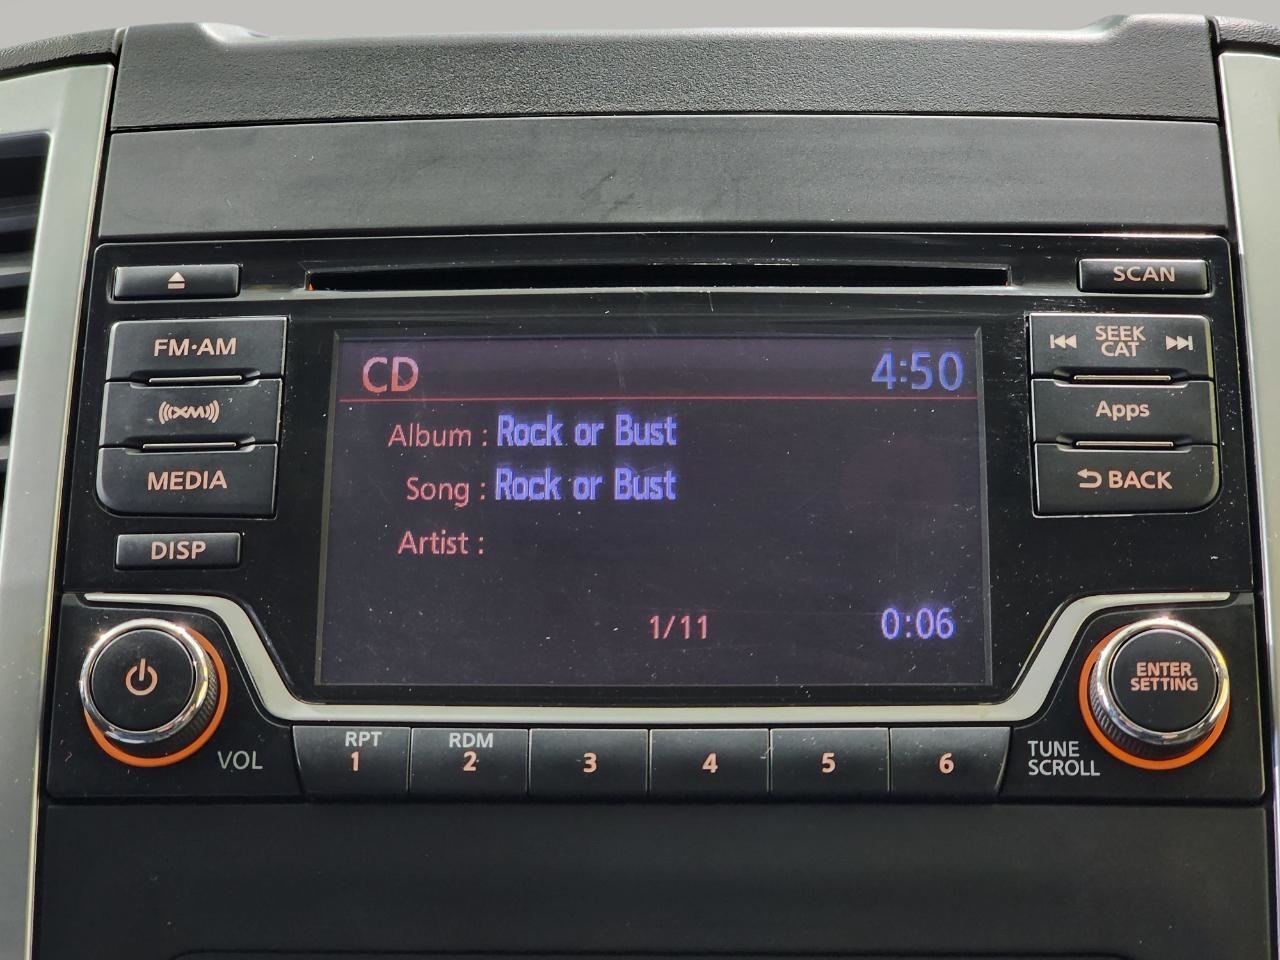 SCAN
FM·AM
XM
MEDIA
DISP
VOL
CD 4:50
Album : Rock or Bust
Song : Rock or Bust
Artist :
1/11 0:06
SEEK
CAT
Apps
BACK
ENTER
SETTING
TUNE
SCROLL
RPT
1
RDM
2
3
4
5
6